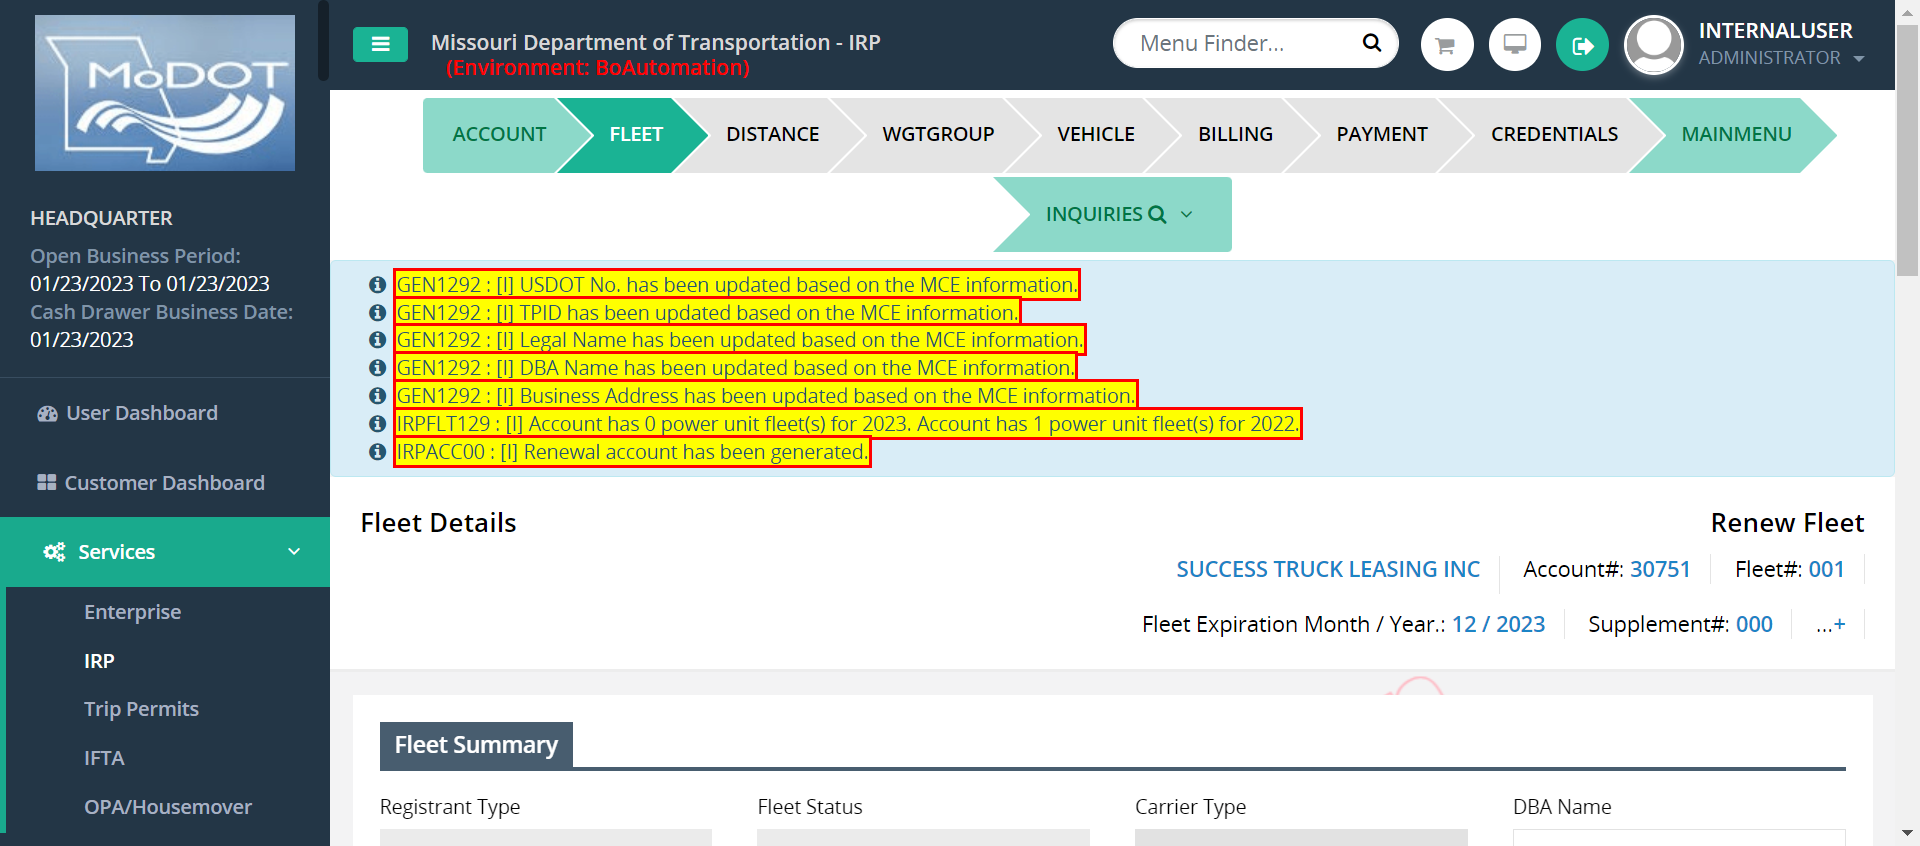 MoDOT
Missouri Department of Transportation - IRP
(Environment: BoAutomation)
Menu Finder...
INTERNALUSER
ADMINISTRATOR
HEADQUARTER
Open Business Period:
01/23/2023 To 01/23/2023
Cash Drawer Business Date:
01/23/2023
User Dashboard
Customer Dashboard
Services
Enterprise
IRP
Trip Permits
IFTA
OPA/Housemover
ACCOUNT FLEET DISTANCE WGTGROUP VEHICLE BILLING PAYMENT CREDENTIALS MAINMENU
INQUIRIES
GEN1292 : [I] USDOT No. has been updated based on the MCE information.
GEN1292 : [I] TPID has been updated based on the MCE information.
GEN1292 : [I] Legal Name has been updated based on the MCE information.
GEN1292 : [I] DBA Name has been updated based on the MCE information.
GEN1292 : [I] Business Address has been updated based on the MCE information.
IRPFLT129 : [I] Account has 0 power unit fleet(s) for 2023. Account has 1 power unit fleet(s) for 2022.
IRPACC00 : [I] Renewal account has been generated.
Fleet Details
Renew Fleet
SUCCESS TRUCK LEASING INC Account#: 30751 Fleet#: 001
Fleet Expiration Month / Year.: 12 / 2023 Supplement#: 000 ...+
Fleet Summary
Registrant Type Fleet Status Carrier Type DBA Name